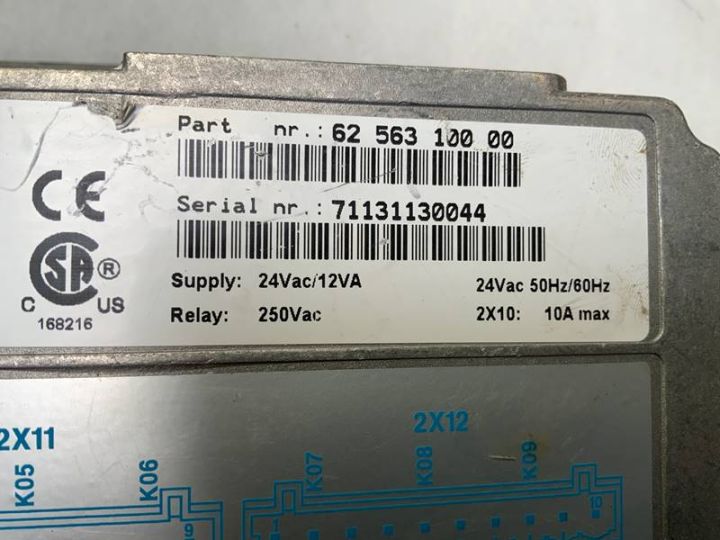 Part nr.: 62 563 100 00
CE
Serial nr.: 71131130044
SA ®
C US
168216
Supply: 24Vac/12VA 24Vac 50Hz/60Hz
Relay: 250Vac 2X10: 10A max
2X11 2X12
K05 K06 K07 K08 K09
9 1 10